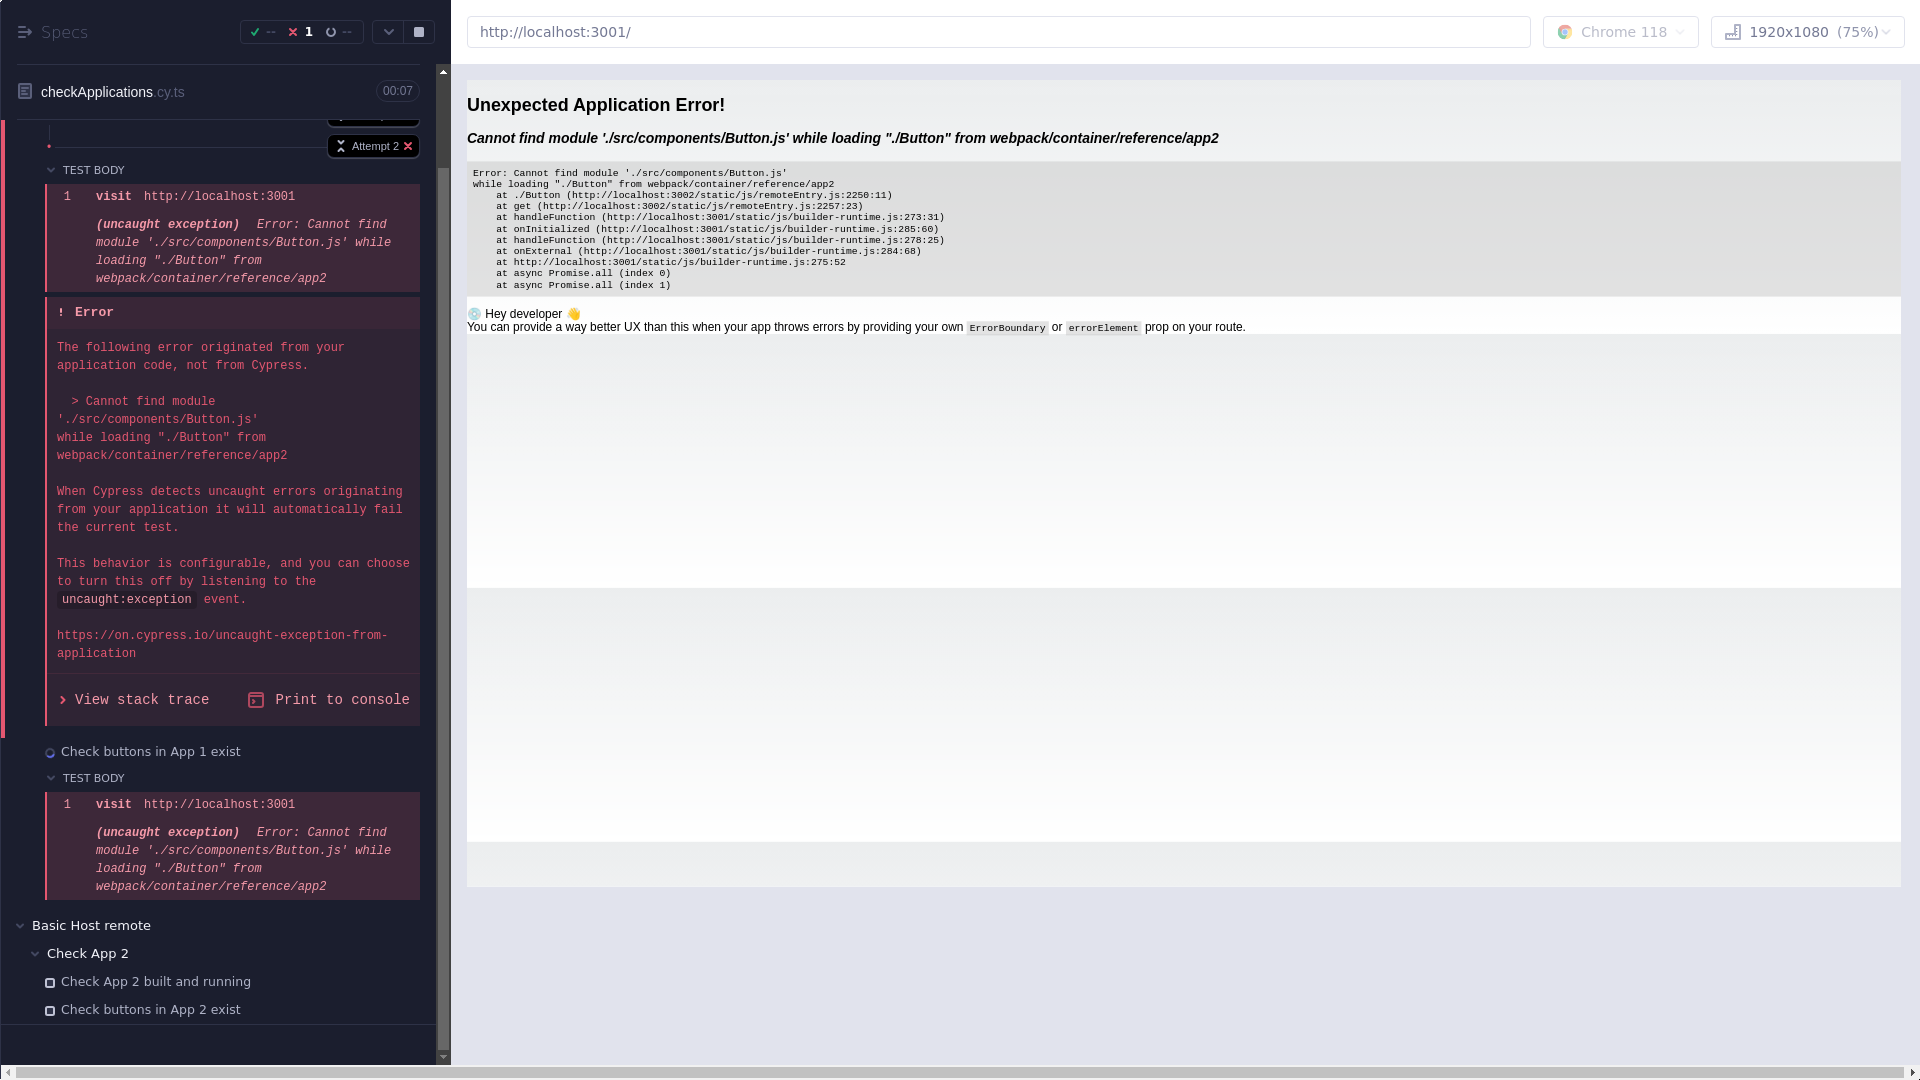 Specs
-- 1 --
checkApplications.cy.ts
00:07
Attempt 2
TEST BODY
1 visit http://localhost:3001
(uncaught exception) Error: Cannot find
module './src/components/Button.js' while
loading "./Button" from
webpack/container/reference/app2
! Error
The following error originated from your
application code, not from Cypress.
> Cannot find module
'./src/components/Button.js'
while loading "./Button" from
webpack/container/reference/app2
When Cypress detects uncaught errors originating
from your application it will automatically fail
the current test.
This behavior is configurable, and you can choose
to turn this off by listening to the
uncaught:exception event.
https://on.cypress.io/uncaught-exception-from-
application
View stack trace
Print to console
Check buttons in App 1 exist
TEST BODY
1 visit http://localhost:3001
(uncaught exception) Error: Cannot find
module './src/components/Button.js' while
loading "./Button" from
webpack/container/reference/app2
Basic Host remote
Check App 2
Check App 2 built and running
Check buttons in App 2 exist
http://localhost:3001/
Chrome 118
1920x1080 (75%)
Unexpected Application Error!
Cannot find module './src/components/Button.js' while loading "./Button" from webpack/container/reference/app2
Error: Cannot find module './src/components/Button.js'
while loading "./Button" from webpack/container/reference/app2
at ./Button (http://localhost:3002/static/js/remoteEntry.js:2250:11)
at get (http://localhost:3002/static/js/remoteEntry.js:2257:23)
at handleFunction (http://localhost:3001/static/js/builder-runtime.js:273:31)
at onInitialized (http://localhost:3001/static/js/builder-runtime.js:285:60)
at handleFunction (http://localhost:3001/static/js/builder-runtime.js:278:25)
at onExternal (http://localhost:3001/static/js/builder-runtime.js:284:68)
at http://localhost:3001/static/js/builder-runtime.js:275:52
at async Promise.all (index 0)
at async Promise.all (index 1)
💿 Hey developer 👋
You can provide a way better UX than this when your app throws errors by providing your own ErrorBoundary or errorElement prop on your route.